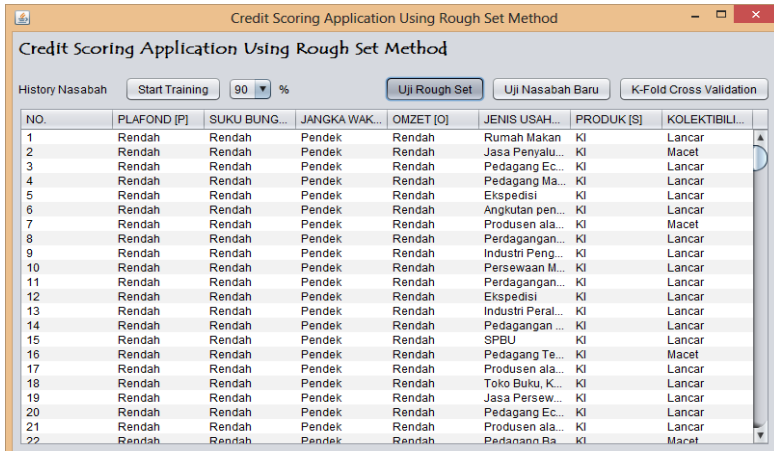 Credit Scoring Application Using Rough Set Method
Credit Scoring Application Using Rough Set Method
History Nasabah Start Training 90 % Uji Rough Set Uji Nasabah Baru K-Fold Cross Validation
NO. PLAFOND [P] SUKU BUNG... JANGKA WAK... OMZET [O] JENIS USAH... PRODUK [S] KOLEKTIBILI...
1 Rendah Rendah Pendek Rendah Rumah Makan KI Lancar
2 Rendah Rendah Pendek Rendah Jasa Penyalu... KI Macet
3 Rendah Rendah Pendek Rendah Pedagang Ec... KI Lancar
4 Rendah Rendah Pendek Rendah Pedagang Ma... KI Lancar
5 Rendah Rendah Pendek Rendah Ekspedisi KI Lancar
6 Rendah Rendah Pendek Rendah Angkutan pen... KI Lancar
7 Rendah Rendah Pendek Rendah Produsen ala... KI Macet
8 Rendah Rendah Pendek Rendah Perdagangan... KI Lancar
9 Rendah Rendah Pendek Rendah Industri Peng... KI Lancar
10 Rendah Rendah Pendek Rendah Persewaan M... KI Lancar
11 Rendah Rendah Pendek Rendah Perdagangan... KI Lancar
12 Rendah Rendah Pendek Rendah Ekspedisi KI Lancar
13 Rendah Rendah Pendek Rendah Industri Peral... KI Lancar
14 Rendah Rendah Pendek Rendah Pedagangan ... KI Lancar
15 Rendah Rendah Pendek Rendah SPBU KI Lancar
16 Rendah Rendah Pendek Rendah Pedagang Te... KI Macet
17 Rendah Rendah Pendek Rendah Produsen ala... KI Lancar
18 Rendah Rendah Pendek Rendah Toko Buku, K... KI Lancar
19 Rendah Rendah Pendek Rendah Jasa Persew... KI Lancar
20 Rendah Rendah Pendek Rendah Pedagang Ec... KI Lancar
21 Rendah Rendah Pendek Rendah Produsen ala... KI Lancar
22 Rendah Rendah Pendek Rendah Pedagang Ba... KI Macet